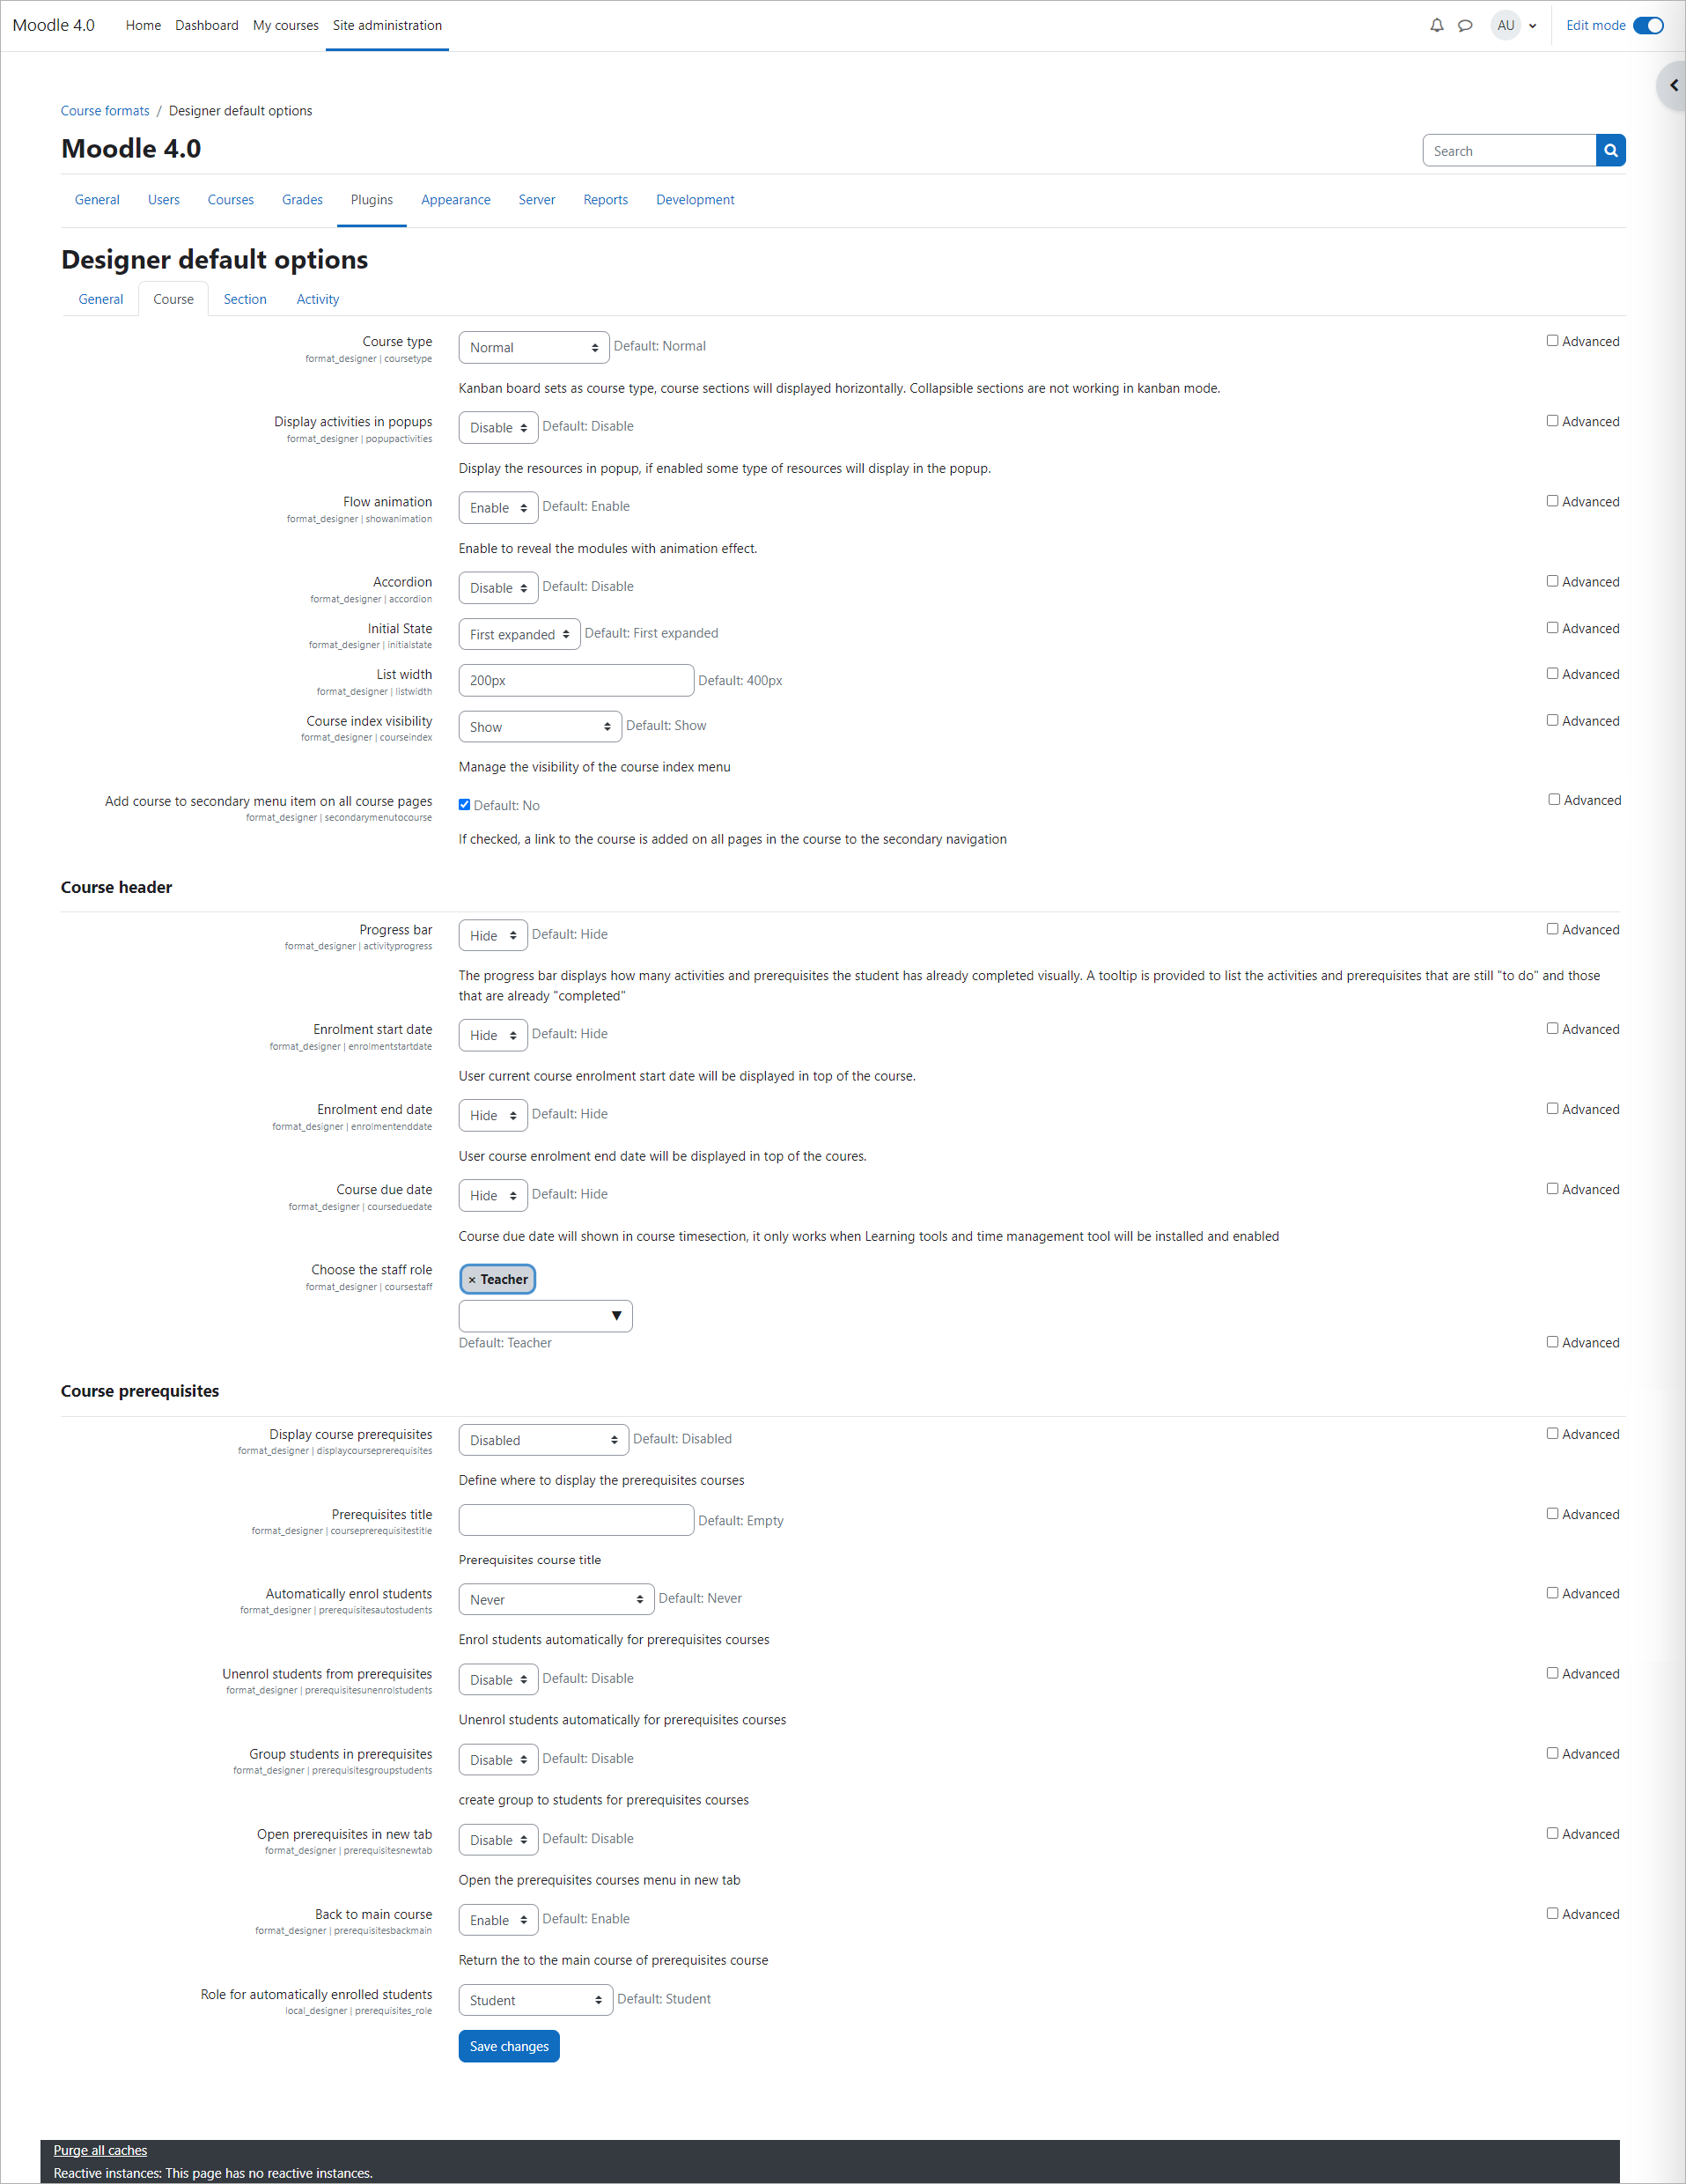 Moodle 4.0 Home Dashboard My courses Site administration AU Edit mode
Course formats / Designer default options
Moodle 4.0
Search
General Users Courses Grades Plugins Appearance Server Reports Development
Designer default options
General Course Section Activity
Course type Normal Default: Normal Advanced
format_designer | coursetype
Kanban board sets as course type, course sections will displayed horizontally. Collapsible sections are not working in kanban mode.
Display activities in popups Disable Default: Disable Advanced
format_designer | popupactivities
Display the resources in popup, if enabled some type of resources will display in the popup.
Flow animation Enable Default: Enable Advanced
format_designer | showanimation
Enable to reveal the modules with animation effect.
Accordion Disable Default: Disable Advanced
format_designer | accordion
Initial State First expanded Default: First expanded Advanced
format_designer | initialstate
List width 200px Default: 400px Advanced
format_designer | listwidth
Course index visibility Show Default: Show Advanced
format_designer | courseindex
Manage the visibility of the course index menu
Add course to secondary menu item on all course pages Default: No Advanced
format_designer | secondarymenutocourse
If checked, a link to the course is added on all pages in the course to the secondary navigation
Course header
Progress bar Hide Default: Hide Advanced
format_designer | activityprogress
The progress bar displays how many activities and prerequisites the student has already completed visually. A tooltip is provided to list the activities and prerequisites that are still "to do" and those
that are already "completed"
Enrolment start date Hide Default: Hide Advanced
format_designer | enrolmentstartdate
User current course enrolment start date will be displayed in top of the course.
Enrolment end date Hide Default: Hide Advanced
format_designer | enrolmentenddate
User course enrolment end date will be displayed in top of the coures.
Course due date Hide Default: Hide Advanced
format_designer | courseduedate
Course due date will shown in course timesection, it only works when Learning tools and time management tool will be installed and enabled
Choose the staff role × Teacher
format_designer | coursestaff
Default: Teacher Advanced
Course prerequisites
Display course prerequisites Disabled Default: Disabled Advanced
format_designer | displaycourseprerequisites
Define where to display the prerequisites courses
Prerequisites title Default: Empty Advanced
format_designer | courseprerequisitestitle
Prerequisites course title
Automatically enrol students Never Default: Never Advanced
format_designer | prerequisitesautostudents
Enrol students automatically for prerequisites courses
Unenrol students from prerequisites Disable Default: Disable Advanced
format_designer | prerequisitesunenrolstudents
Unenrol students automatically for prerequisites courses
Group students in prerequisites Disable Default: Disable Advanced
format_designer | prerequisitesgroupstudents
create group to students for prerequisites courses
Open prerequisites in new tab Disable Default: Disable Advanced
format_designer | prerequisitesnewtab
Open the prerequisites courses menu in new tab
Back to main course Enable Default: Enable Advanced
format_designer | prerequisitesbackmain
Return the to the main course of prerequisites course
Role for automatically enrolled students Student Default: Student
local_designer | prerequisites_role
Save changes
Purge all caches
Reactive instances: This page has no reactive instances.